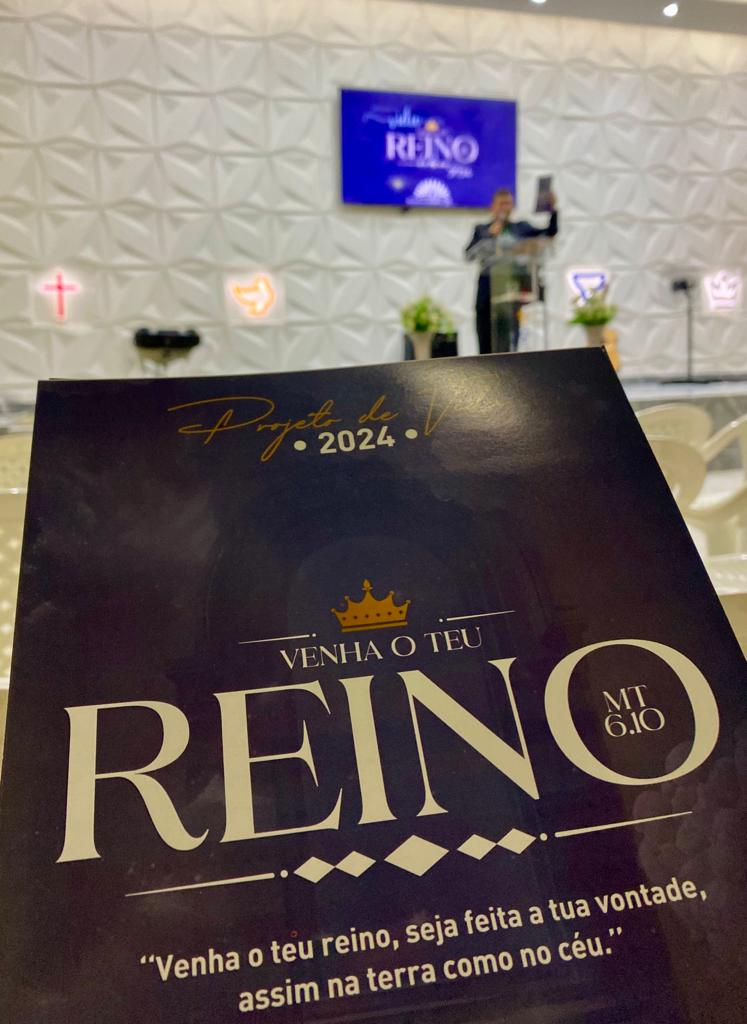 REINO
Projeto de Vida
• 2024 •
VENHA O TEU
REINO
MT
6.10
“Venha o teu reino, seja feita a tua vontade,
assim na terra como no céu.”